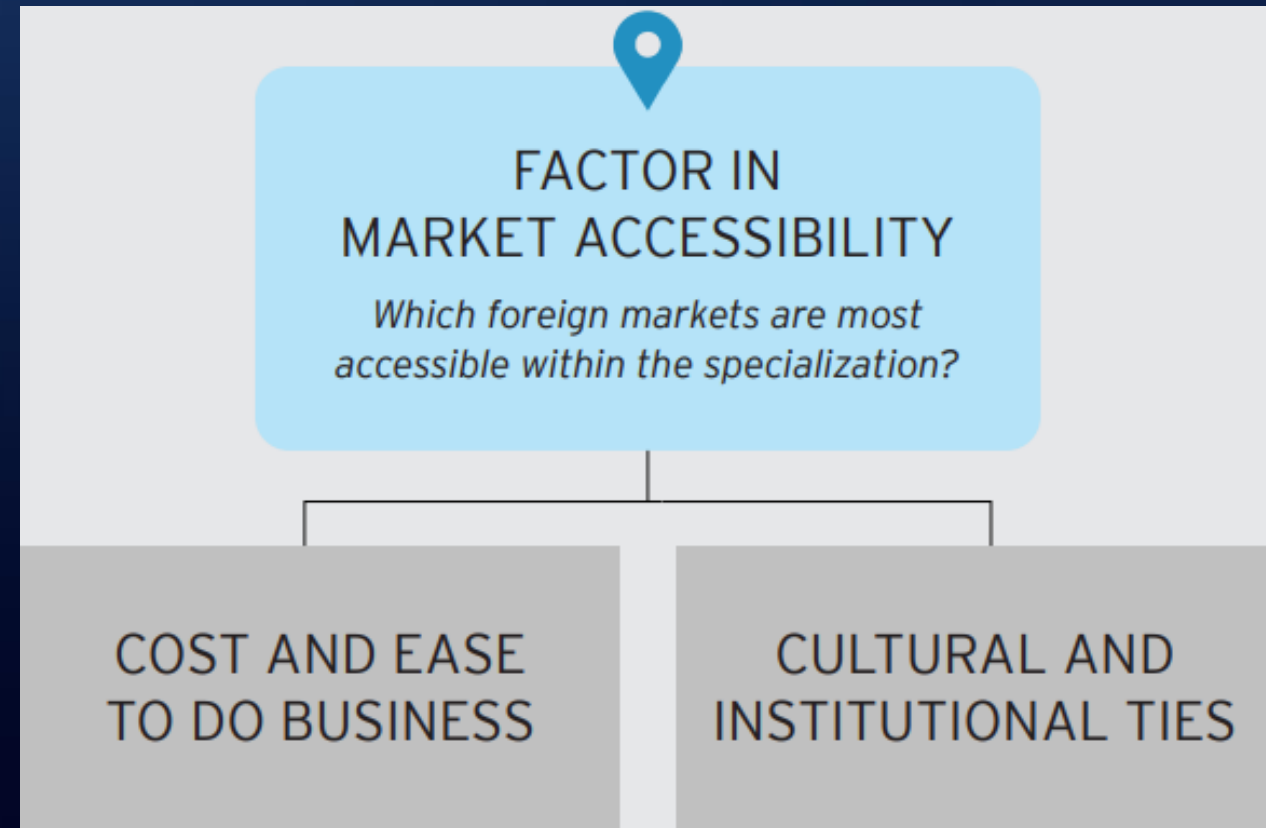 FACTOR IN
MARKET ACCESSIBILITY
Which foreign markets are most
accessible within the specialization?
COST AND EASE
TO DO BUSINESS
CULTURAL AND
INSTITUTIONAL TIES